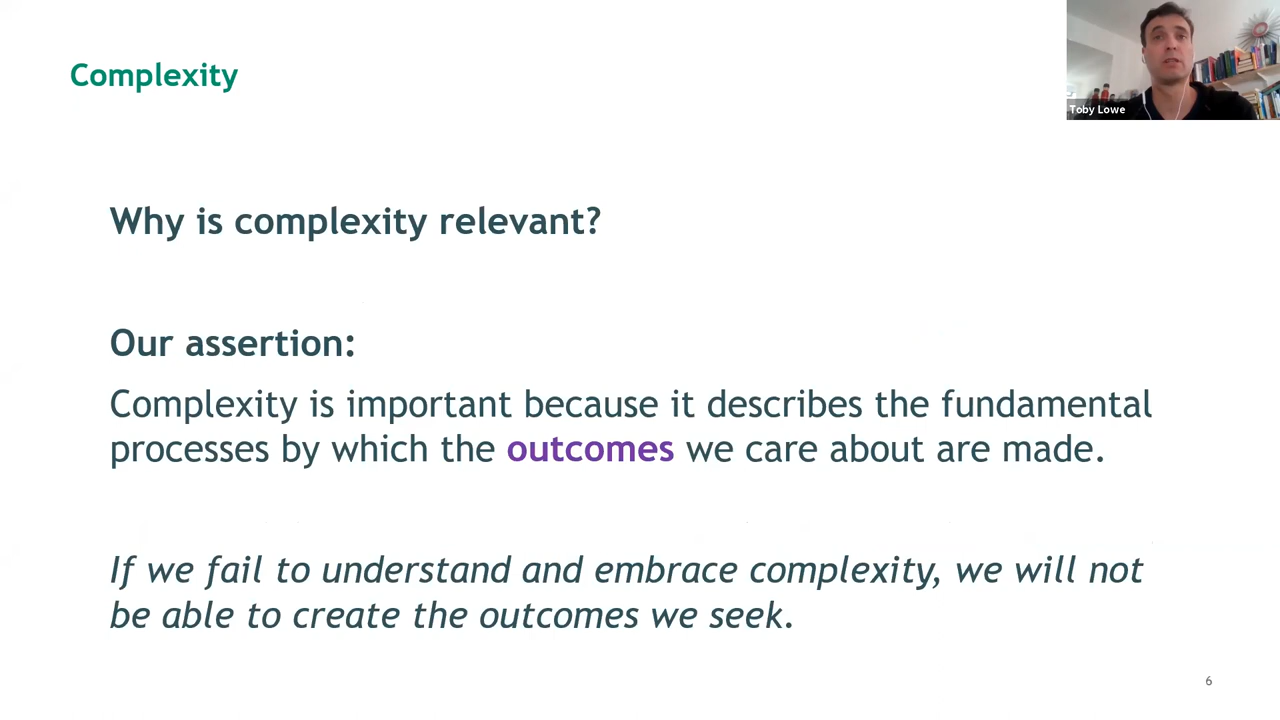 Complexity
Toby Lowe
Why is complexity relevant?
Our assertion:
Complexity is important because it describes the fundamental
processes by which the outcomes we care about are made.
If we fail to understand and embrace complexity, we will not
be able to create the outcomes we seek.
6